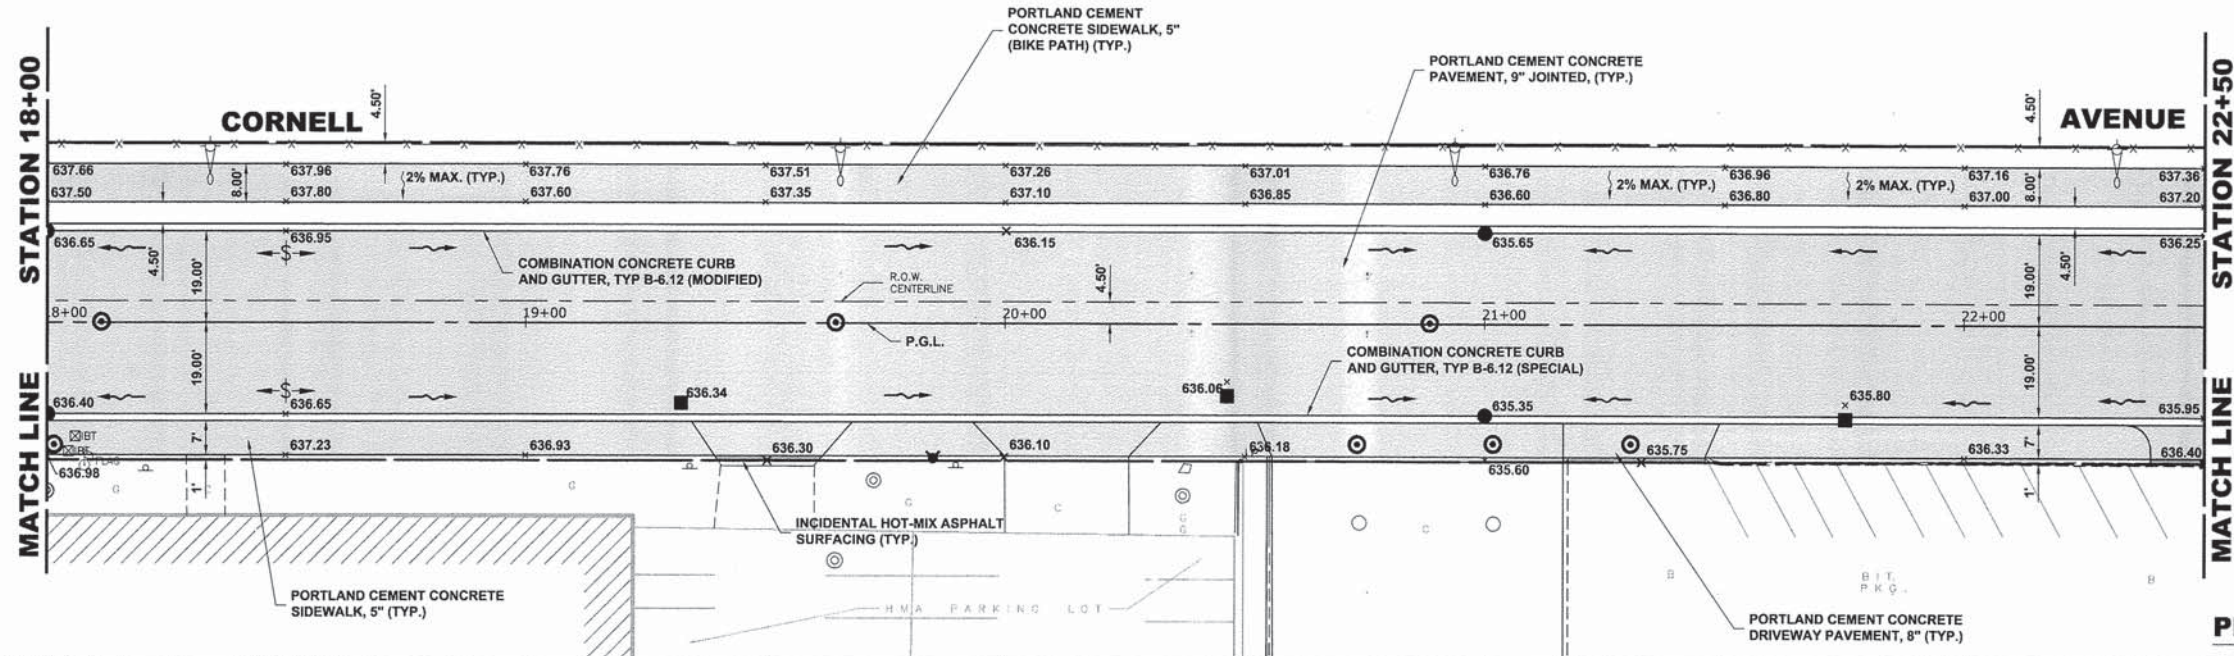 PORTLAND CEMENT
CONCRETE SIDEWALK, 5"
(BIKE PATH) (TYP.)
PORTLAND CEMENT CONCRETE
PAVEMENT, 9" JOINTED, (TYP.)
STATION 18+00
MATCH LINE
CORNELL
AVENUE
STATION 22+50
MATCH LINE
4.50'
4.50'
637.66
637.96
637.76
637.51
637.26
637.01
636.76
636.96
637.16
637.36
8.00'
2% MAX. (TYP.)
2% MAX. (TYP.)
2% MAX. (TYP.)
8.00'
637.50
637.80
637.60
637.35
637.10
636.85
636.60
636.80
637.00
637.20
636.65
636.95
636.15
635.65
636.25
4.50'
19.00'
$
COMBINATION CONCRETE CURB
AND GUTTER, TYP B-6.12 (MODIFIED)
R.O.W.
CENTERLINE
4.50'
19.00'
4.50'
8+00
19+00
20+00
21+00
22+00
P.G.L.
19.00'
COMBINATION CONCRETE CURB
AND GUTTER, TYP B-6.12 (SPECIAL)
19.00'
$
636.40
636.65
636.34
636.06
635.35
635.80
635.95
IBT
7'
637.23
636.93
636.30
636.10
636.18
635.75
636.33
7'
636.40
FLAG
636.98
635.60
1'
1'
G
C
G
G
C
C
G
C
INCIDENTAL HOT-MIX ASPHALT
SURFACING (TYP.)
B
BIT.
PKG.
B
PORTLAND CEMENT CONCRETE
SIDEWALK, 5" (TYP.)
HMA PARKING LOT
PORTLAND CEMENT CONCRETE
DRIVEWAY PAVEMENT, 8" (TYP.)